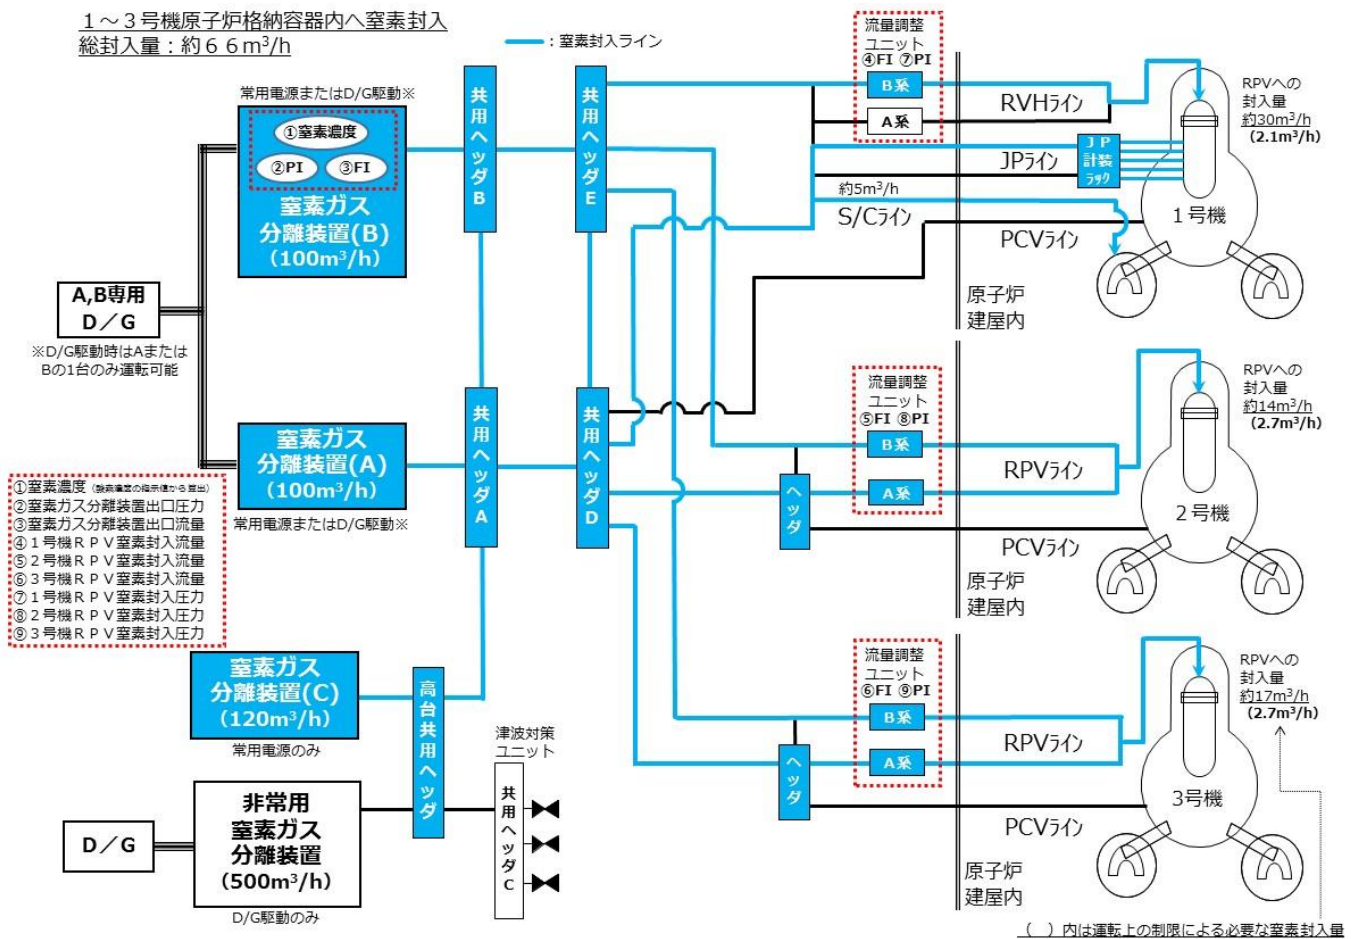 １～３号機原子炉格納容器内へ窒素封入
総封入量：約６６m³/h
：窒素封入ライン
常用電源またはD/G駆動※
①窒素濃度
②PI
③FI
窒素ガス
分離装置(B)
（100m³/h）
A,B専用
D／G
※D/G駆動時はAまたは
Bの1台のみ運転可能
窒素ガス
分離装置(A)
（100m³/h）
常用電源またはD/G駆動※
①窒素濃度（酸素濃度の指示値から算出）
②窒素ガス分離装置出口圧力
③窒素ガス分離装置出口流量
④１号機ＲＰＶ窒素封入流量
⑤２号機ＲＰＶ窒素封入流量
⑥３号機ＲＰＶ窒素封入流量
⑦１号機ＲＰＶ窒素封入圧力
⑧２号機ＲＰＶ窒素封入圧力
⑨３号機ＲＰＶ窒素封入圧力
窒素ガス
分離装置(C)
（120m³/h）
常用電源のみ
D／G
非常用
窒素ガス
分離装置
（500m³/h）
D/G駆動のみ
共用ヘッダB
共用ヘッダA
高台共用ヘッダ
津波対策
ユニット
共用ヘッダC
共用ヘッダE
共用ヘッダD
流量調整
ユニット
④FI ⑦PI
B系
A系
RVHライン
JPライン
ＪＰ
計装
ラック
約5m³/h
S/Cライン
PCVライン
原子炉
建屋内
１号機
RPVへの
封入量
約30m³/h
（2.1m³/h）
流量調整
ユニット
⑤FI ⑧PI
B系
A系
ヘッダ
RPVライン
PCVライン
原子炉
建屋内
２号機
RPVへの
封入量
約14m³/h
（2.7m³/h）
流量調整
ユニット
⑥FI ⑨PI
B系
A系
ヘッダ
RPVライン
PCVライン
原子炉
建屋内
3号機
RPVへの
封入量
約17m³/h
（2.7m³/h）
（　）内は運転上の制限による必要な窒素封入量